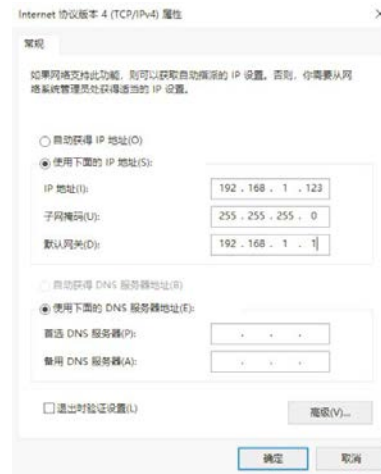 Internet 协议版本 4 (TCP/IPv4) 属性
常规
如果网络支持此功能，则可以获取自动指派的 IP 设置。否则，你需要从网
络系统管理员处获得适当的 IP 设置。
自动获得 IP 地址(O)
使用下面的 IP 地址(S):
IP 地址(I): 192 . 168 . 1 . 123
子网掩码(U): 255 . 255 . 255 . 0
默认网关(D): 192 . 168 . 1 . 1
自动获得 DNS 服务器地址(B)
使用下面的 DNS 服务器地址(E):
首选 DNS 服务器(P): . . .
备用 DNS 服务器(A): . . .
退出时验证设置(L)
高级(V)...
确定 取消